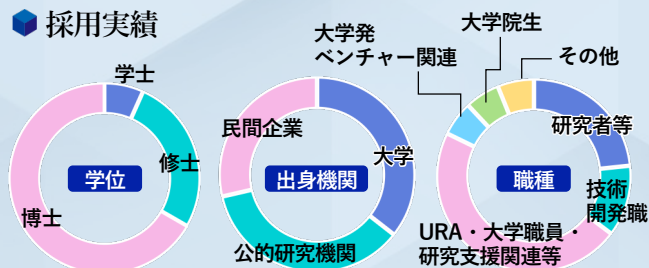 採用実績
学士
修士
学位
博士
民間企業
大学
出身機関
公的研究機関
大学発
ベンチャー関連
大学院生
その他
研究者等
職種
技術
開発職
URA・大学職員・
研究支援関連等